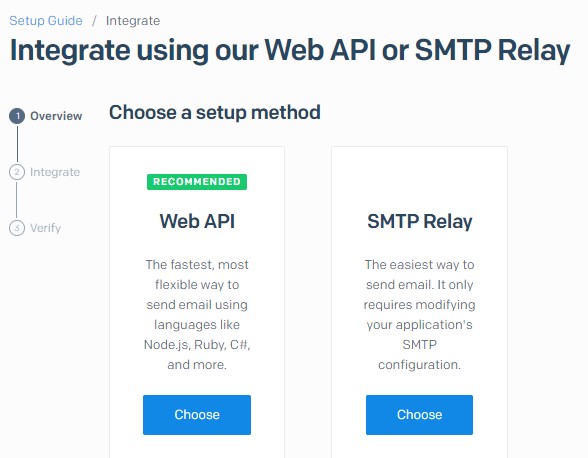 Setup Guide / Integrate
Integrate using our Web API or SMTP Relay
1 Overview
2 Integrate
3 Verify
Choose a setup method
RECOMMENDED
Web API
The fastest, most
flexible way to
send email using
languages like
Node.js, Ruby, C#,
and more.
Choose
SMTP Relay
The easiest way to
send email. It only
requires modifying
your application's
SMTP
configuration.
Choose